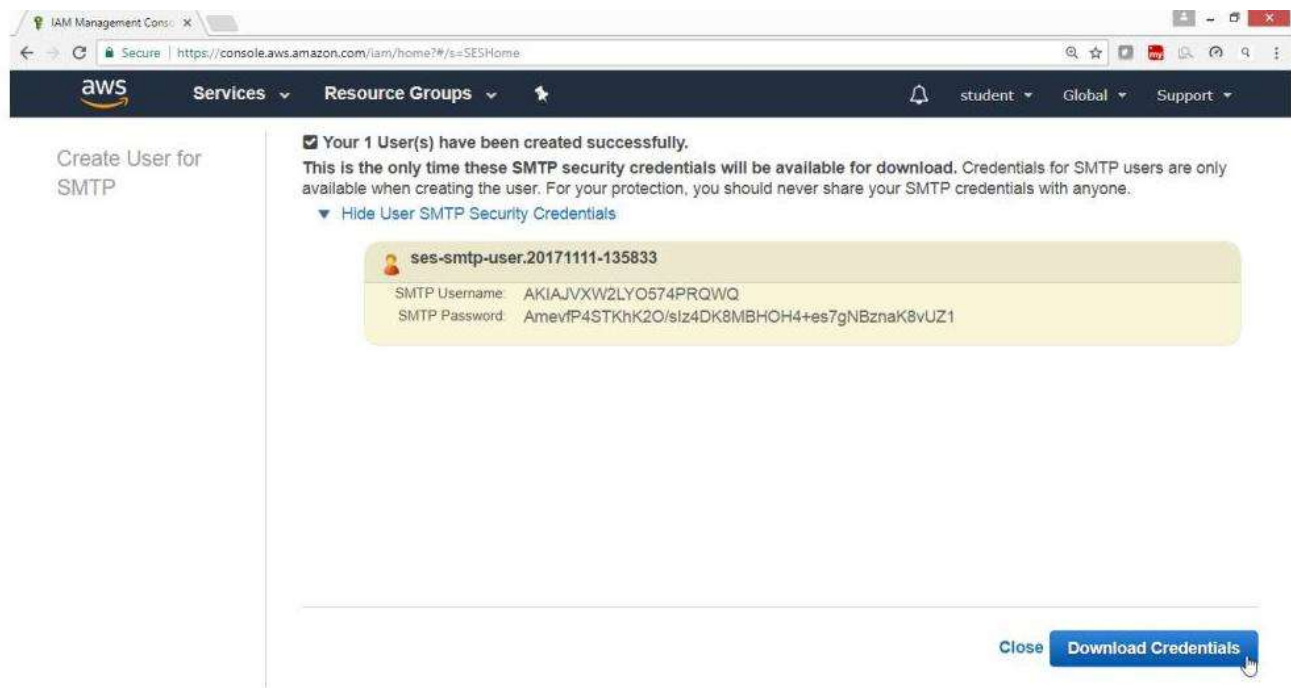 IAM Management Conso
Secure | https://console.aws.amazon.com/iam/home?#/s=SESHome
aws Services Resource Groups student Global Support
Create User for
SMTP
Your 1 User(s) have been created successfully.
This is the only time these SMTP security credentials will be available for download. Credentials for SMTP users are only
available when creating the user. For your protection, you should never share your SMTP credentials with anyone.
Hide User SMTP Security Credentials
ses-smtp-user.20171111-135833
SMTP Username: AKIAJVXW2LYO574PRQWQ
SMTP Password: AmevfP4STKhK2O/sIz4DK8MBHOH4+es7gNBznaK8vUZ1
Close Download Credentials